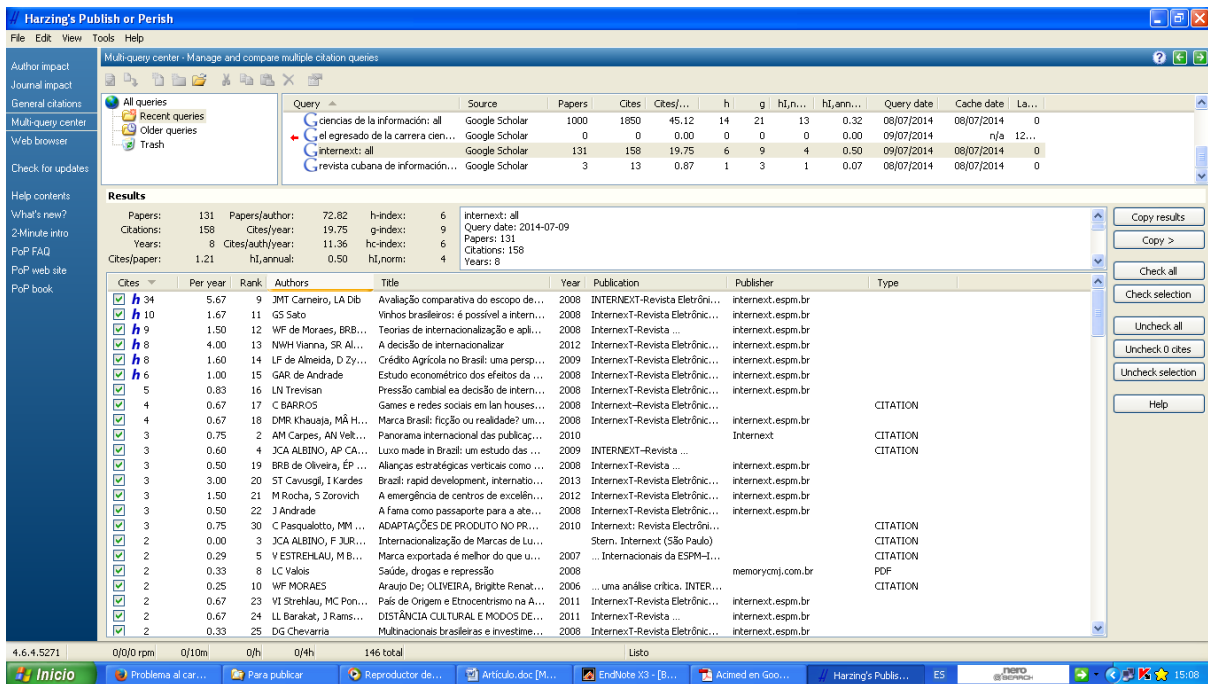 Harzing's Publish or Perish
File Edit View Tools Help
Author impact
Journal impact
General citations
Multi-query center
Web browser
Check for updates
Help contents
What's new?
2-Minute intro
PoP FAQ
PoP web site
PoP book
Multi-query center - Manage and compare multiple citation queries
All queries
Recent queries
Older queries
Trash
Query Source Papers Cites Cites/... h g hI,n... hI,ann... Query date Cache date La...
ciencias de la información: all Google Scholar 1000 1850 45.12 14 21 13 0.32 08/07/2014 08/07/2014 0
el egresado de la carrera cien... Google Scholar 0 0 0.00 0 0 0 0.00 09/07/2014 n/a 12...
internext: all Google Scholar 131 158 19.75 6 9 4 0.50 09/07/2014 08/07/2014 0
revista cubana de información... Google Scholar 3 13 0.87 1 3 1 0.07 08/07/2014 08/07/2014 0
Results
Papers: 131 Papers/author: 72.82 h-index: 6
Citations: 158 Cites/year: 19.75 g-index: 9
Years: 8 Cites/auth/year: 11.36 hc-index: 6
Cites/paper: 1.21 hI,annual: 0.50 hI,norm: 4
internext: all
Query date: 2014-07-09
Papers: 131
Citations: 158
Years: 8
Copy results
Copy >
Check all
Check selection
Uncheck all
Uncheck 0 cites
Uncheck selection
Help
Cites Per year Rank Authors Title Year Publication Publisher Type
h 34 5.67 9 JMT Carneiro, LA Dib Avaliação comparativa do escopo de... 2008 INTERNEXT-Revista Eletrôni... internext.espm.br
h 10 1.67 11 GS Sato Vinhos brasileiros: é possível a intern... 2008 InternexT-Revista Eletrônic... internext.espm.br
h 9 1.50 12 WF de Moraes, BRB... Teorias de internacionalização e apli... 2008 InternexT-Revista ... internext.espm.br
h 8 4.00 13 NWH Vianna, SR Al... A decisão de internacionalizar 2012 InternexT-Revista Eletrônic... internext.espm.br
h 8 1.60 14 LF de Almeida, D Zy... Crédito Agrícola no Brasil: uma persp... 2009 InternexT-Revista Eletrônic... internext.espm.br
h 6 1.00 15 GAR de Andrade Estudo econométrico dos efeitos da ... 2008 InternexT-Revista Eletrônic... internext.espm.br
5 0.83 16 LN Trevisan Pressão cambial ea decisão de intern... 2008 InternexT-Revista Eletrônic... internext.espm.br
4 0.67 17 C BARROS Games e redes sociais em lan houses... 2008 Internext–Revista Eletrônic... CITATION
4 0.67 18 DMR Khauaja, MÂ H... Marca Brasil: ficção ou realidade? um... 2008 InternexT-Revista Eletrônic... internext.espm.br
3 0.75 2 AM Carpes, AN Velt... Panorama internacional das publicaç... 2010 Internext CITATION
3 0.60 4 JCA ALBINO, AP CA... Luxo made in Brazil: um estudo das ... 2009 INTERNEXT–Revista ... CITATION
3 0.50 19 BRB de Oliveira, ÉP ... Alianças estratégicas verticais como ... 2008 InternexT-Revista ... internext.espm.br
3 3.00 20 ST Cavusgil, I Kardes Brazil: rapid development, internatio... 2013 InternexT-Revista Eletrônic... internext.espm.br
3 1.50 21 M Rocha, S Zorovich A emergência de centros de excelên... 2012 InternexT-Revista Eletrônic... internext.espm.br
3 0.50 22 J Andrade A fama como passaporte para a ate... 2008 InternexT-Revista Eletrônic... internext.espm.br
3 0.75 30 C Pasqualotto, MM ... ADAPTAÇÕES DE PRODUTO NO PR... 2010 Internext: Revista Electrôni... CITATION
2 0.00 3 JCA ALBINO, F JUR... Internacionalização de Marcas de Lu... Stern. Internext (São Paulo) CITATION
2 0.29 5 V ESTREHLAU, M B... Marca exportada é melhor do que u... 2007 ... Internacionais da ESPM–I... CITATION
2 0.33 8 LC Valois Saúde, drogas e repressão 2008 memorycmj.com.br PDF
2 0.25 10 WF MORAES Araujo De; OLIVEIRA, Brigitte Renat... 2006 ... uma análise crítica. INTER... CITATION
2 0.67 23 VI Strehlau, MC Pon... País de Origem e Etnocentrismo na A... 2011 InternexT-Revista Eletrônic... internext.espm.br
2 0.67 24 LL Barakat, J Rams... DISTÂNCIA CULTURAL E MODOS DE... 2011 InternexT-Revista ... internext.espm.br
2 0.33 25 DG Chevarria Multinacionais brasileiras e investime... 2008 InternexT-Revista Eletrônic... internext.espm.br
4.6.4.5271 0/0/0 rpm 0/10m 0/h 0/4h 146 total Listo
Inicio Problema al car... Para publicar Reproductor de... Artículo.doc [M... EndNote X3 - [B... Acimed en Goo... Harzing's Publis... ES nero SEARCH 15:08